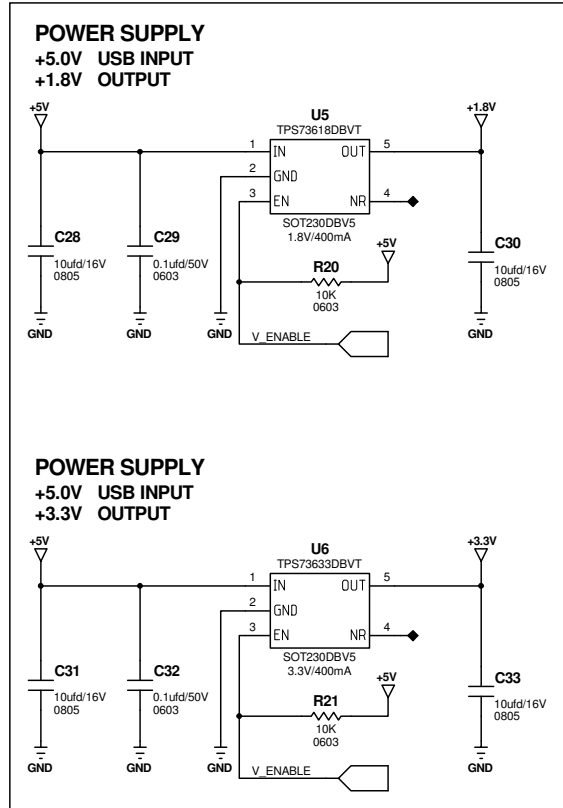 POWER SUPPLY
+5.0V USB INPUT
+1.8V OUTPUT
+5V
U5
TPS73618DBVT
+1.8V
1 IN OUT 5
2 GND
3 EN NR 4
SOT230DBV5
1.8V/400mA
+5V
C28
10ufd/16V
0805
C29
0.1ufd/50V
0603
R20
10K
0603
C30
10ufd/16V
0805
GND
GND
GND
V_ENABLE
GND
POWER SUPPLY
+5.0V USB INPUT
+3.3V OUTPUT
+5V
U6
TPS73633DBVT
+3.3V
1 IN OUT 5
2 GND
3 EN NR 4
SOT230DBV5
3.3V/400mA
+5V
C31
10ufd/16V
0805
C32
0.1ufd/50V
0603
R21
10K
0603
C33
10ufd/16V
0805
GND
GND
GND
V_ENABLE
GND